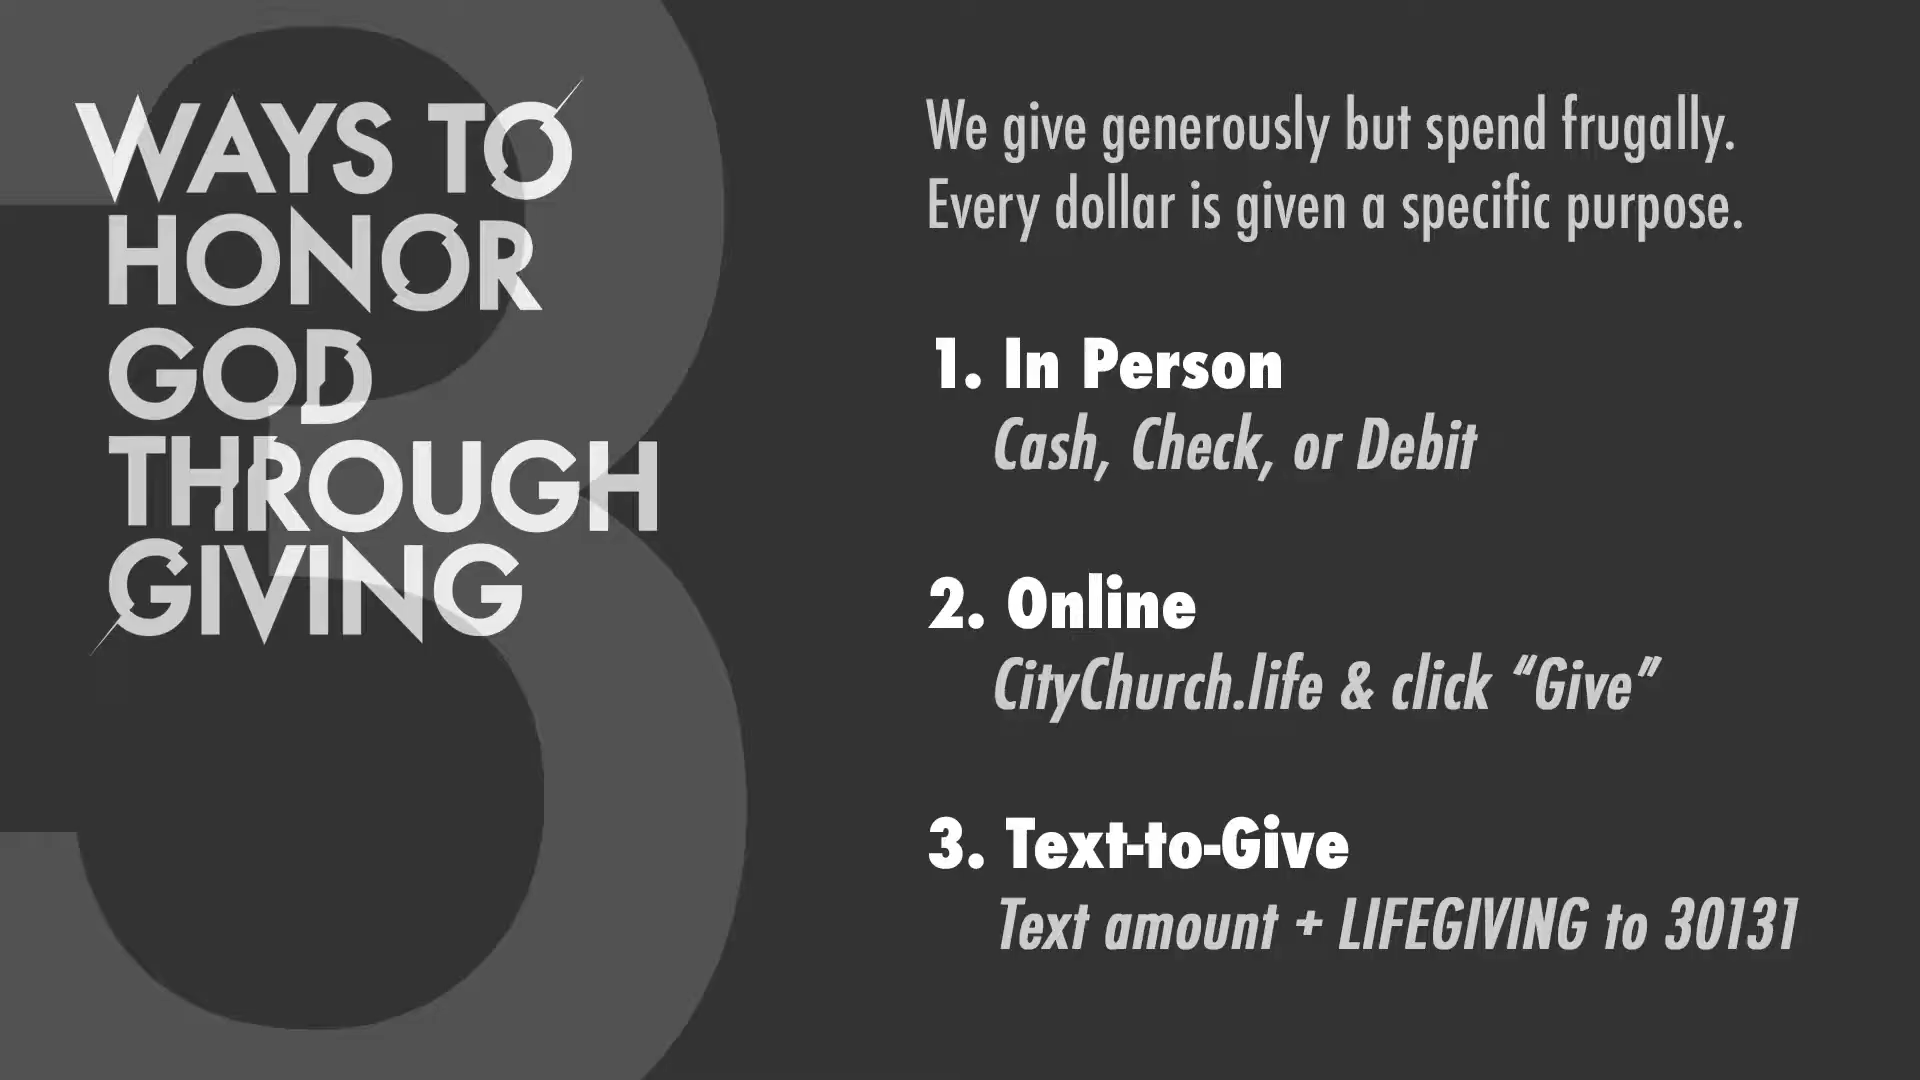 3
WAYS TO
HONOR
GOD
THROUGH
GIVING
We give generously but spend frugally.
Every dollar is given a specific purpose.
1. In Person
Cash, Check, or Debit
2. Online
CityChurch.life & click “Give”
3. Text-to-Give
Text amount + LIFEGIVING to 30131